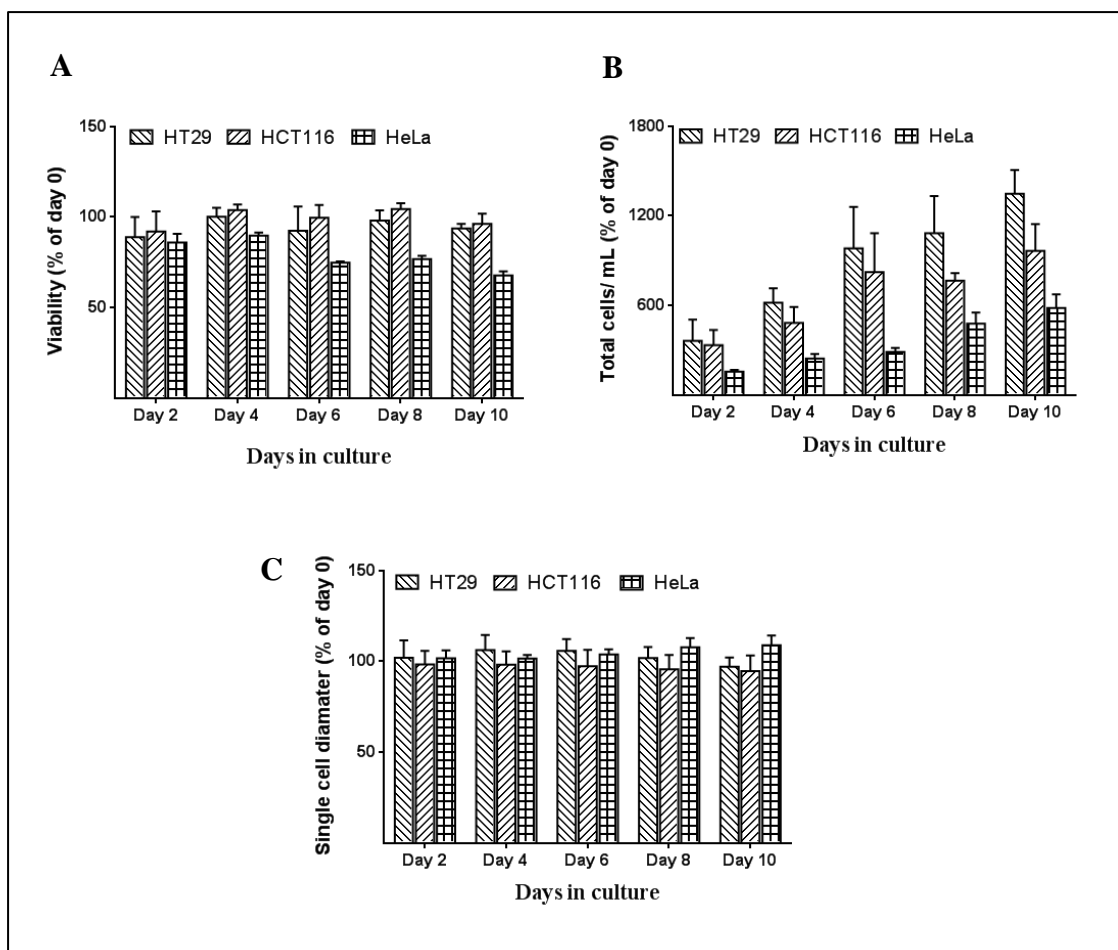 A
150
HT29 HCT116 HeLa
100
50
Viability (% of day 0)
Day 2 Day 4 Day 6 Day 8 Day 10
Days in culture
B
1800
HT29 HCT116 HeLa
1200
600
Total cells/ mL (% of day 0)
Day 2 Day 4 Day 6 Day 8 Day 10
Days in culture
C
150
HT29 HCT116 HeLa
100
50
Single cell diamater (% of day 0)
Day 2 Day 4 Day 6 Day 8 Day 10
Days in culture